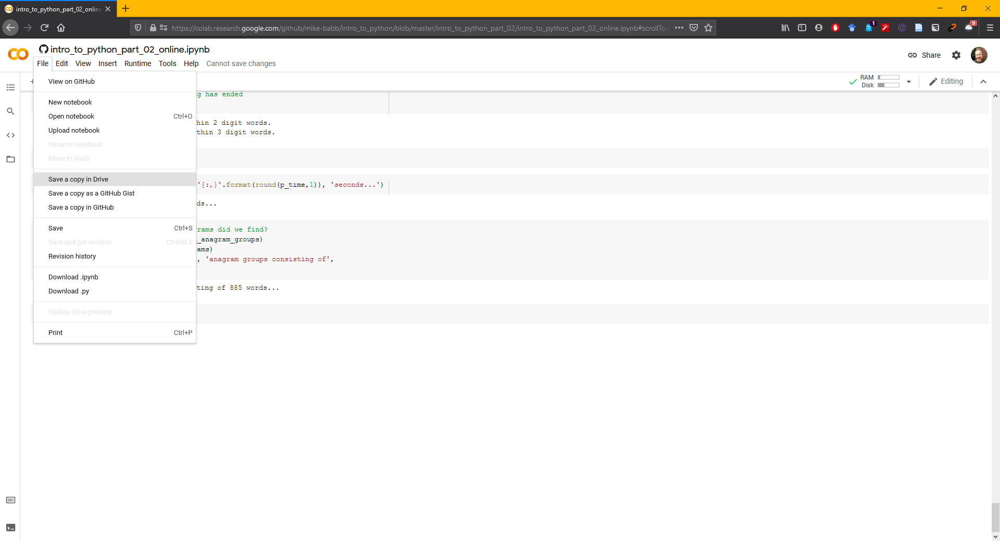 intro_to_python_part_02_online
https://colab.research.google.com/github/mike-babb/intro_to_python/blob/master/intro_to_python_part_02/intro_to_python_part_02_online.ipynb#scrollTo=
1
9
intro_to_python_part_02_online.ipynb
File Edit View Insert Runtime Tools Help Cannot save changes
Share
RAM
Disk
Editing
View on GitHub
New notebook
Open notebook Ctrl+O
Upload notebook
Rename notebook
Move to trash
Save a copy in Drive
Save a copy as a GitHub Gist
Save a copy in GitHub
Save Ctrl+S
Save and pin revision Ctrl+M S
Revision history
Download .ipynb
Download .py
Update Drive preview
Print Ctrl+P
g has ended
hin 2 digit words.
thin 3 digit words.
'{:,}'.format(round(p_time,1)), 'seconds...')
ds...
rams did we find?
_anagram_groups)
ams)
, 'anagram groups consisting of',
ting of 885 words...